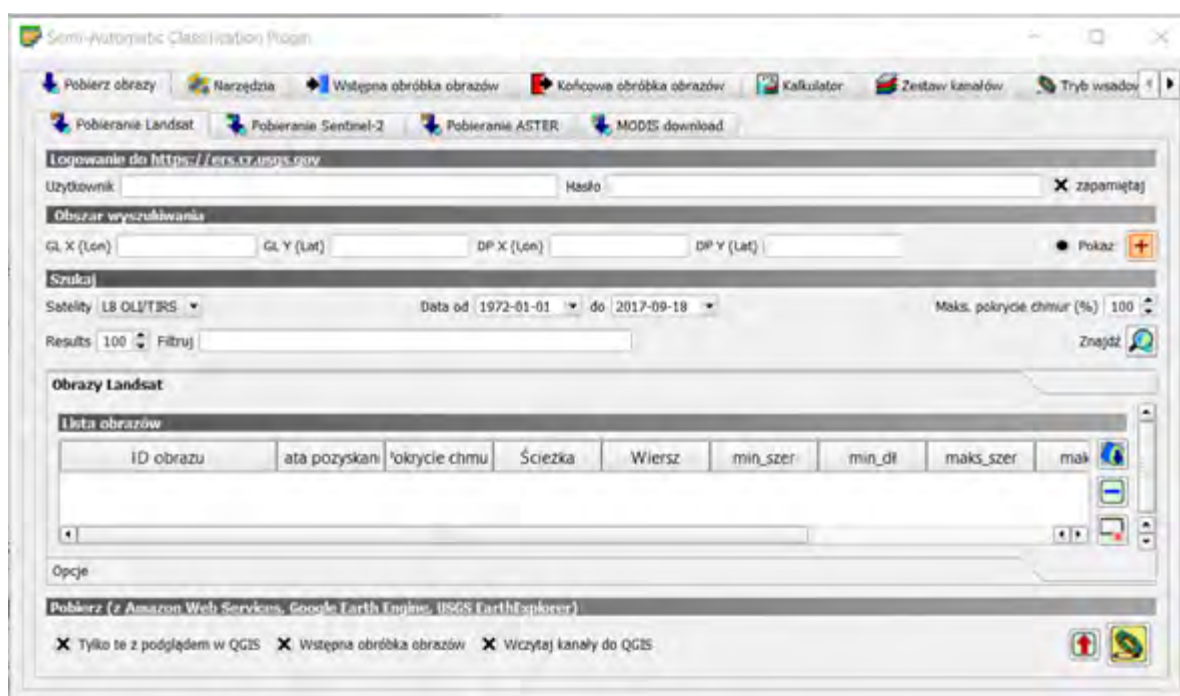 Semi-Automatic Classification Plugin
Pobierz obrazy Narzędzia Wstępna obróbka obrazów Końcowa obróbka obrazów Kalkulator Zestaw kanałów Tryb wsadov
Pobieranie Landsat Pobieranie Sentinel-2 Pobieranie ASTER MODIS download
Logowanie do https://ers.cr.usgs.gov
Użytkownik Hasło zapamiętaj
Obszar wyszukiwania
GL X (Lon) GL Y (Lat) DP X (Lon) DP Y (Lat) Pokaż
Szukaj
Satelity L8 OLI/TIRS Data od 1972-01-01 do 2017-09-18 Maks. pokrycie chmur (%) 100
Results 100 Filtruj Znajdź
Obrazy Landsat
Lista obrazów
ID obrazu ata pozyskani okrycie chmu Ścieżka Wiersz min_szer min_dł maks_szer mak
Opcje
Pobierz (z Amazon Web Services, Google Earth Engine, USGS EarthExplorer)
Tylko te z podglądem w QGIS Wstępna obróbka obrazów Wczytaj kanały do QGIS